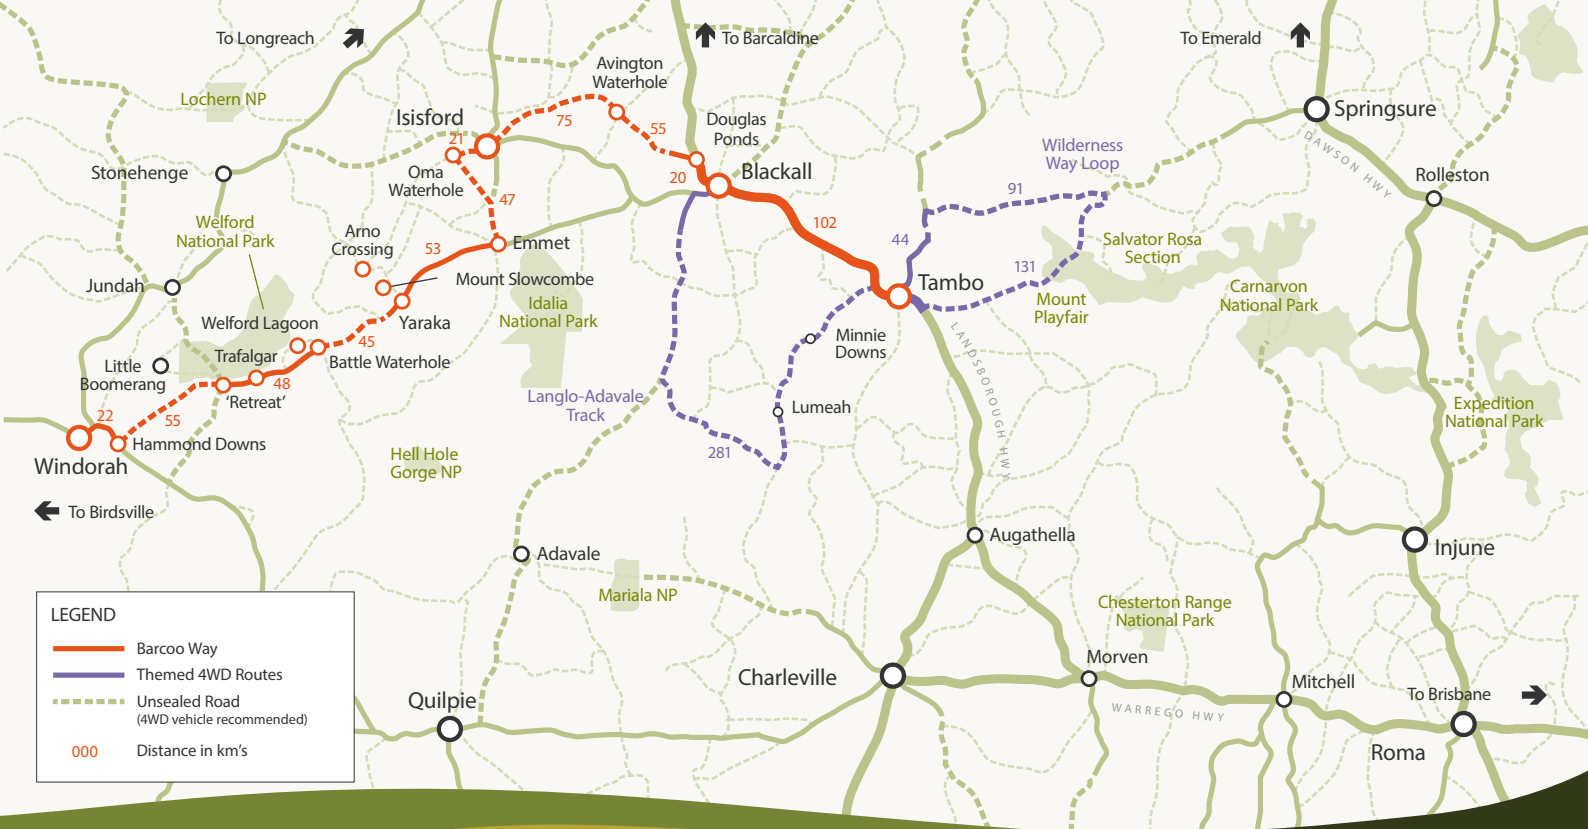 To Longreach
To Barcaldine
To Emerald
Avington
Waterhole
Lochern NP
Isisford
75
55
Douglas
Ponds
Springsure
DAWSON HWY
21
Wilderness
Way Loop
Stonehenge
Oma
Waterhole
20
Blackall
Rolleston
91
47
Welford
National Park
Arno
Crossing
53
Emmet
102
44
Salvator Rosa
Section
Mount Slowcombe
131
Jundah
Tambo
Carnarvon
National Park
Idalia
National Park
Mount
Playfair
Welford Lagoon
Yaraka
45
Minnie
Downs
LANDSBOROUGH HWY
Little
Boomerang
Trafalgar
Battle Waterhole
48
'Retreat'
Langlo-Adavale
Track
Lumeah
Expedition
National Park
22
55
Hammond Downs
Windorah
281
Hell Hole
Gorge NP
To Birdsville
Augathella
Injune
Adavale
Mariala NP
Chesterton Range
National Park
LEGEND
Barcoo Way
Themed 4WD Routes
Unsealed Road
(4WD vehicle recommended)
000 Distance in km's
Morven
Charleville
Mitchell
To Brisbane
Quilpie
WARREGO HWY
Roma